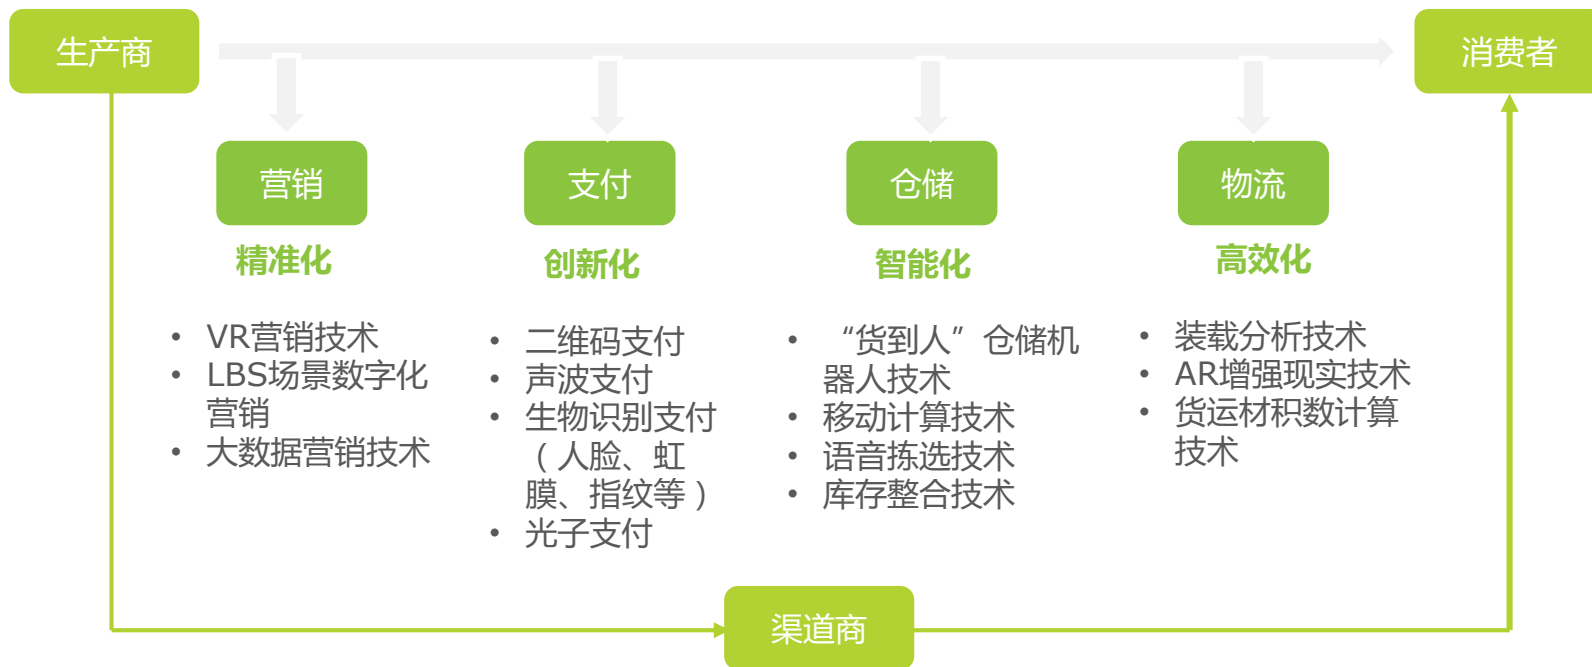 生产商
消费者
营销
支付
仓储
物流
精准化
创新化
智能化
高效化
• VR营销技术
• LBS场景数字化
营销
• 大数据营销技术
• 二维码支付
• 声波支付
• 生物识别支付
（人脸、虹
膜、指纹等）
• 光子支付
• “货到人”仓储机
器人技术
• 移动计算技术
• 语音拣选技术
• 库存整合技术
• 装载分析技术
• AR增强现实技术
• 货运材积数计算
技术
渠道商